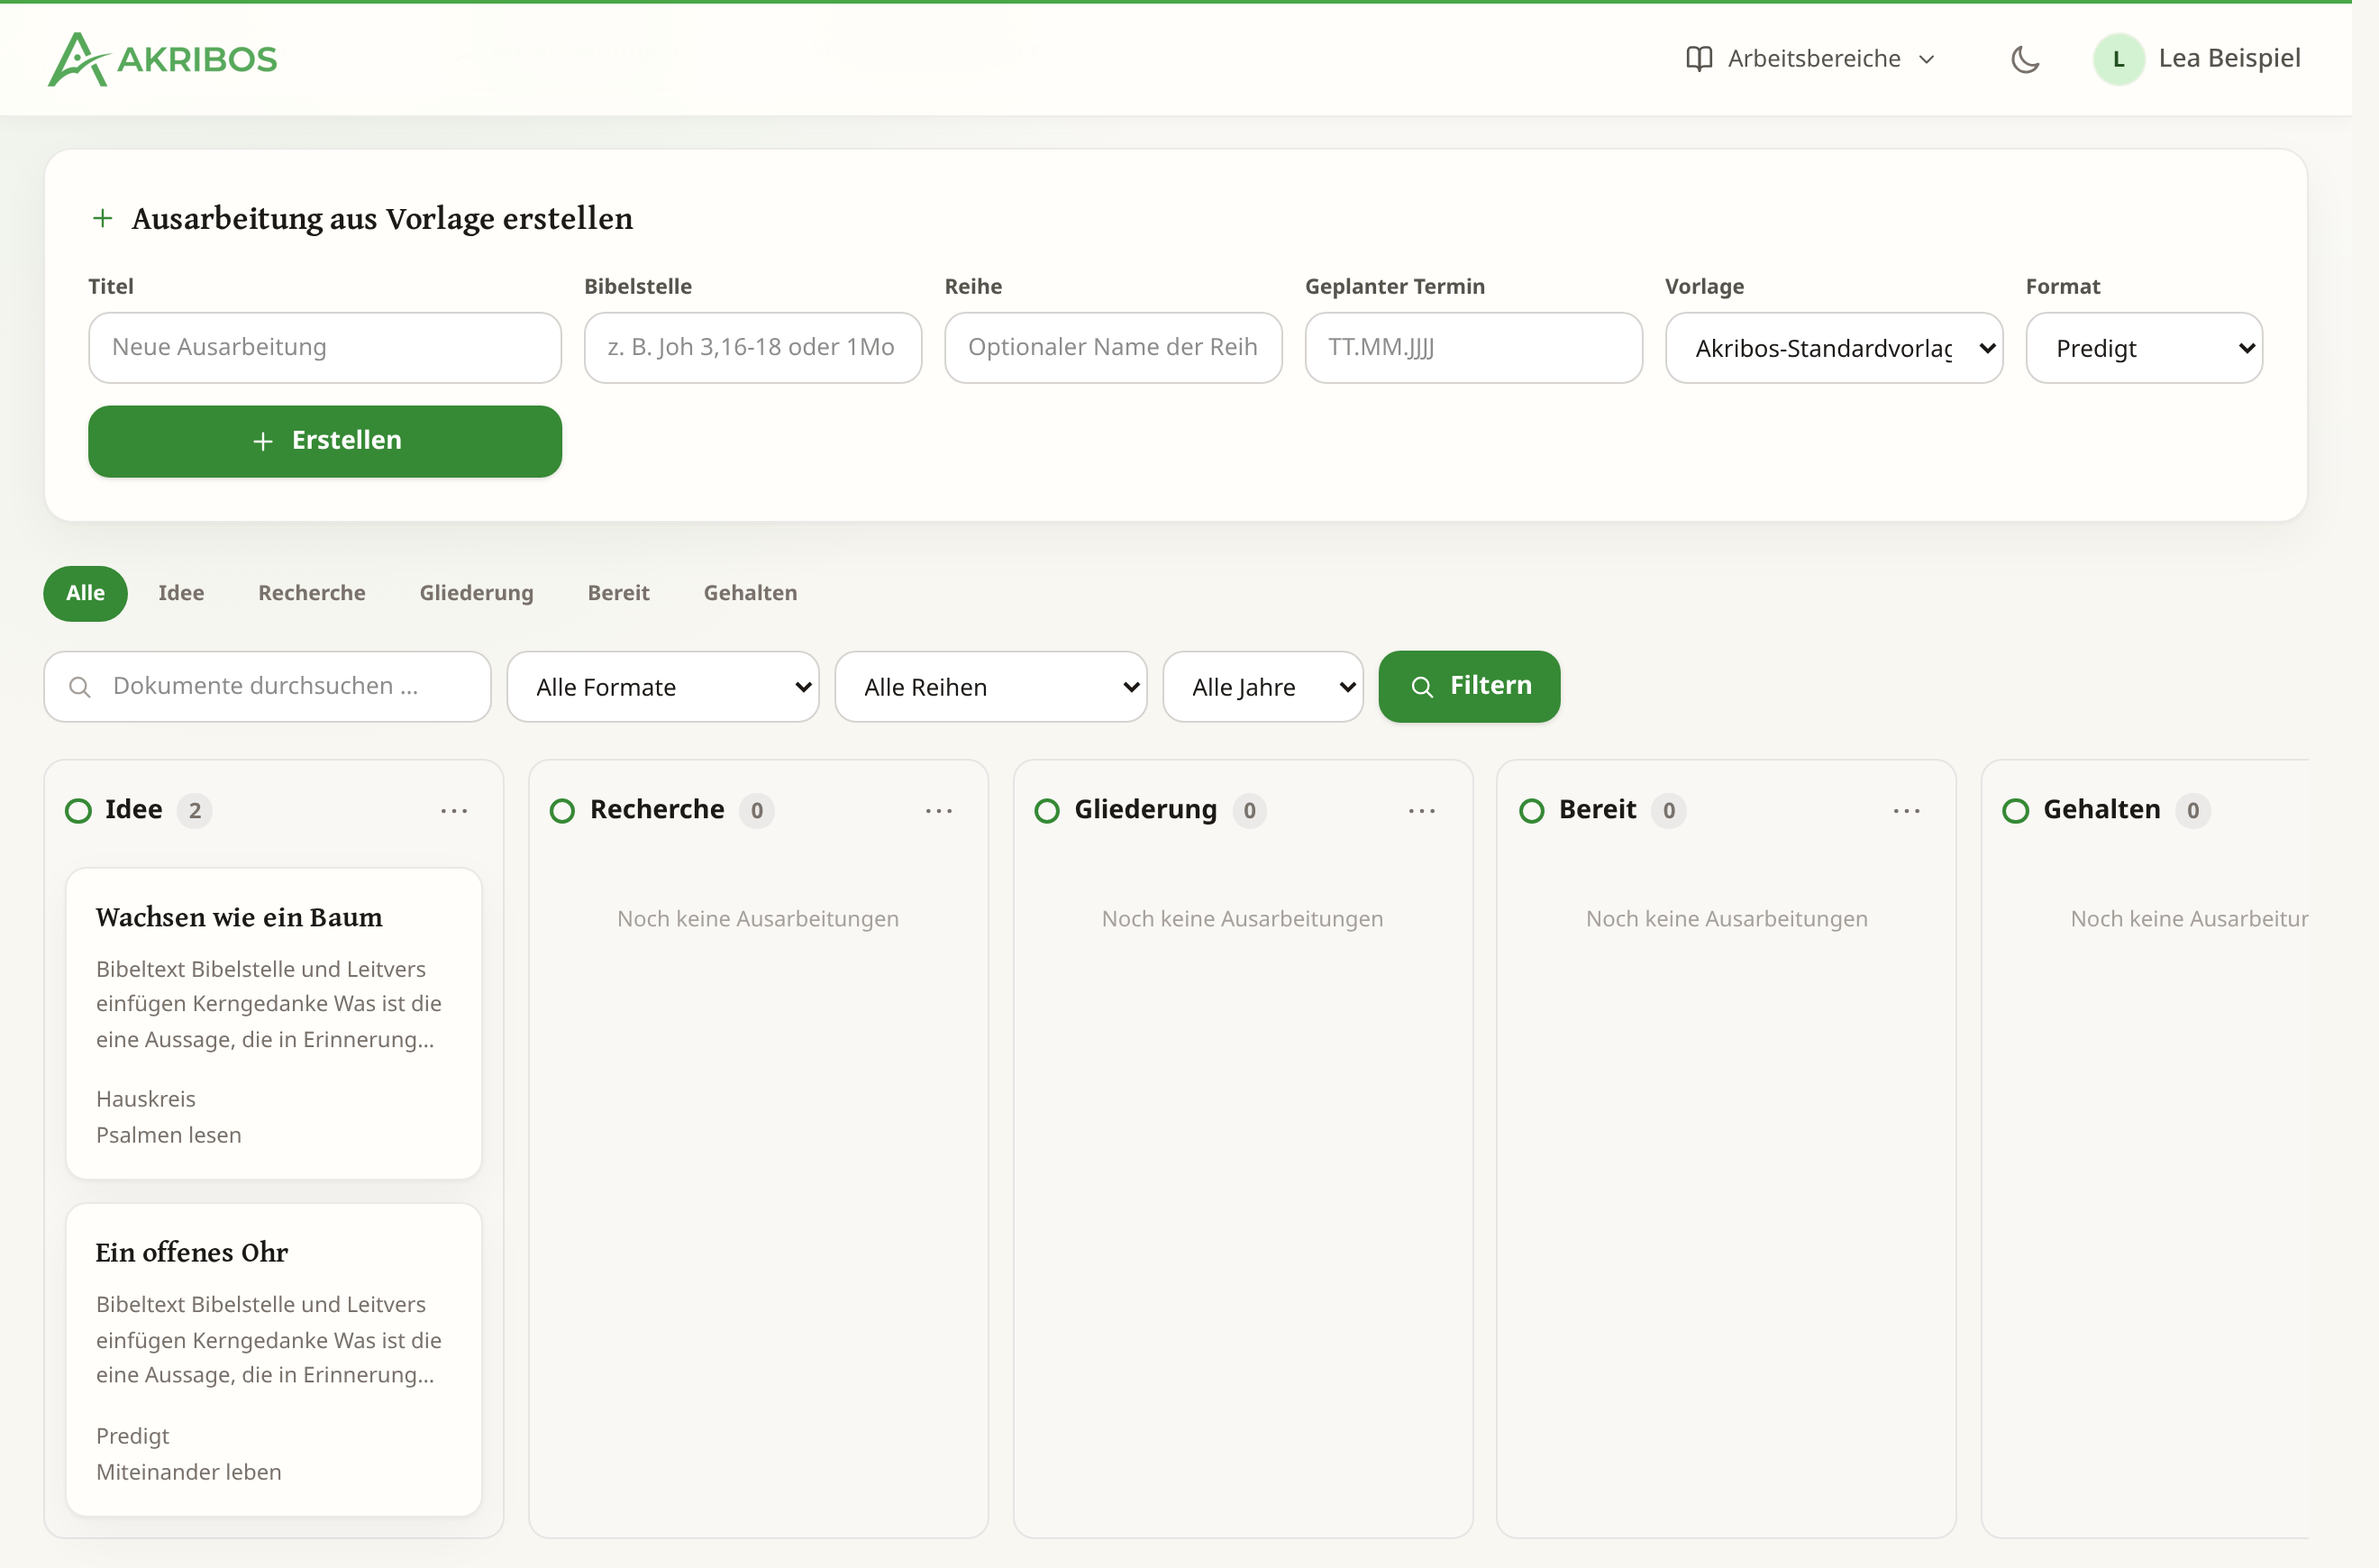 AKRIBOS
Arbeitsbereiche
L
Lea Beispiel
Ausarbeitung aus Vorlage erstellen
Titel
Bibelstelle
Reihe
Geplanter Termin
Vorlage
Format
Neue Ausarbeitung
z. B. Joh 3,16-18 oder 1Mo
Optionaler Name der Reih
TT.MM.JJJJ
Akribos-Standardvorlag
Predigt
Erstellen
Alle
Idee
Recherche
Gliederung
Bereit
Gehalten
Dokumente durchsuchen ...
Alle Formate
Alle Reihen
Alle Jahre
Filtern
Idee 2
Wachsen wie ein Baum
Bibeltext Bibelstelle und Leitvers
einfügen Kerngedanke Was ist die
eine Aussage, die in Erinnerung...
Hauskreis
Psalmen lesen
Ein offenes Ohr
Bibeltext Bibelstelle und Leitvers
einfügen Kerngedanke Was ist die
eine Aussage, die in Erinnerung...
Predigt
Miteinander leben
Recherche 0
Noch keine Ausarbeitungen
Gliederung 0
Noch keine Ausarbeitungen
Bereit 0
Noch keine Ausarbeitungen
Gehalten 0
Noch keine Ausarbeitur